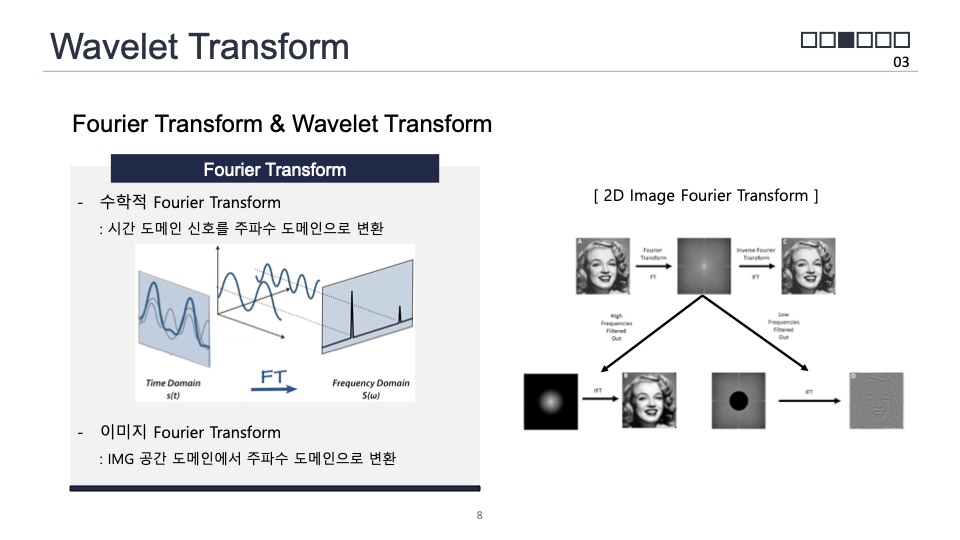 Wavelet Transform
03
Fourier Transform & Wavelet Transform
Fourier Transform
- 수학적 Fourier Transform
: 시간 도메인 신호를 주파수 도메인으로 변환
Time Domain
s(t)
FT
Frequency Domain
S(ω)
- 이미지 Fourier Transform
: IMG 공간 도메인에서 주파수 도메인으로 변환
[ 2D Image Fourier Transform ]
A
Fourier
Transform
FT
Inverse Fourier
Transform
IFT
C
High
Frequencies
Filtered
Out
Low
Frequencies
Filtered
Out
IFT
IFT
8